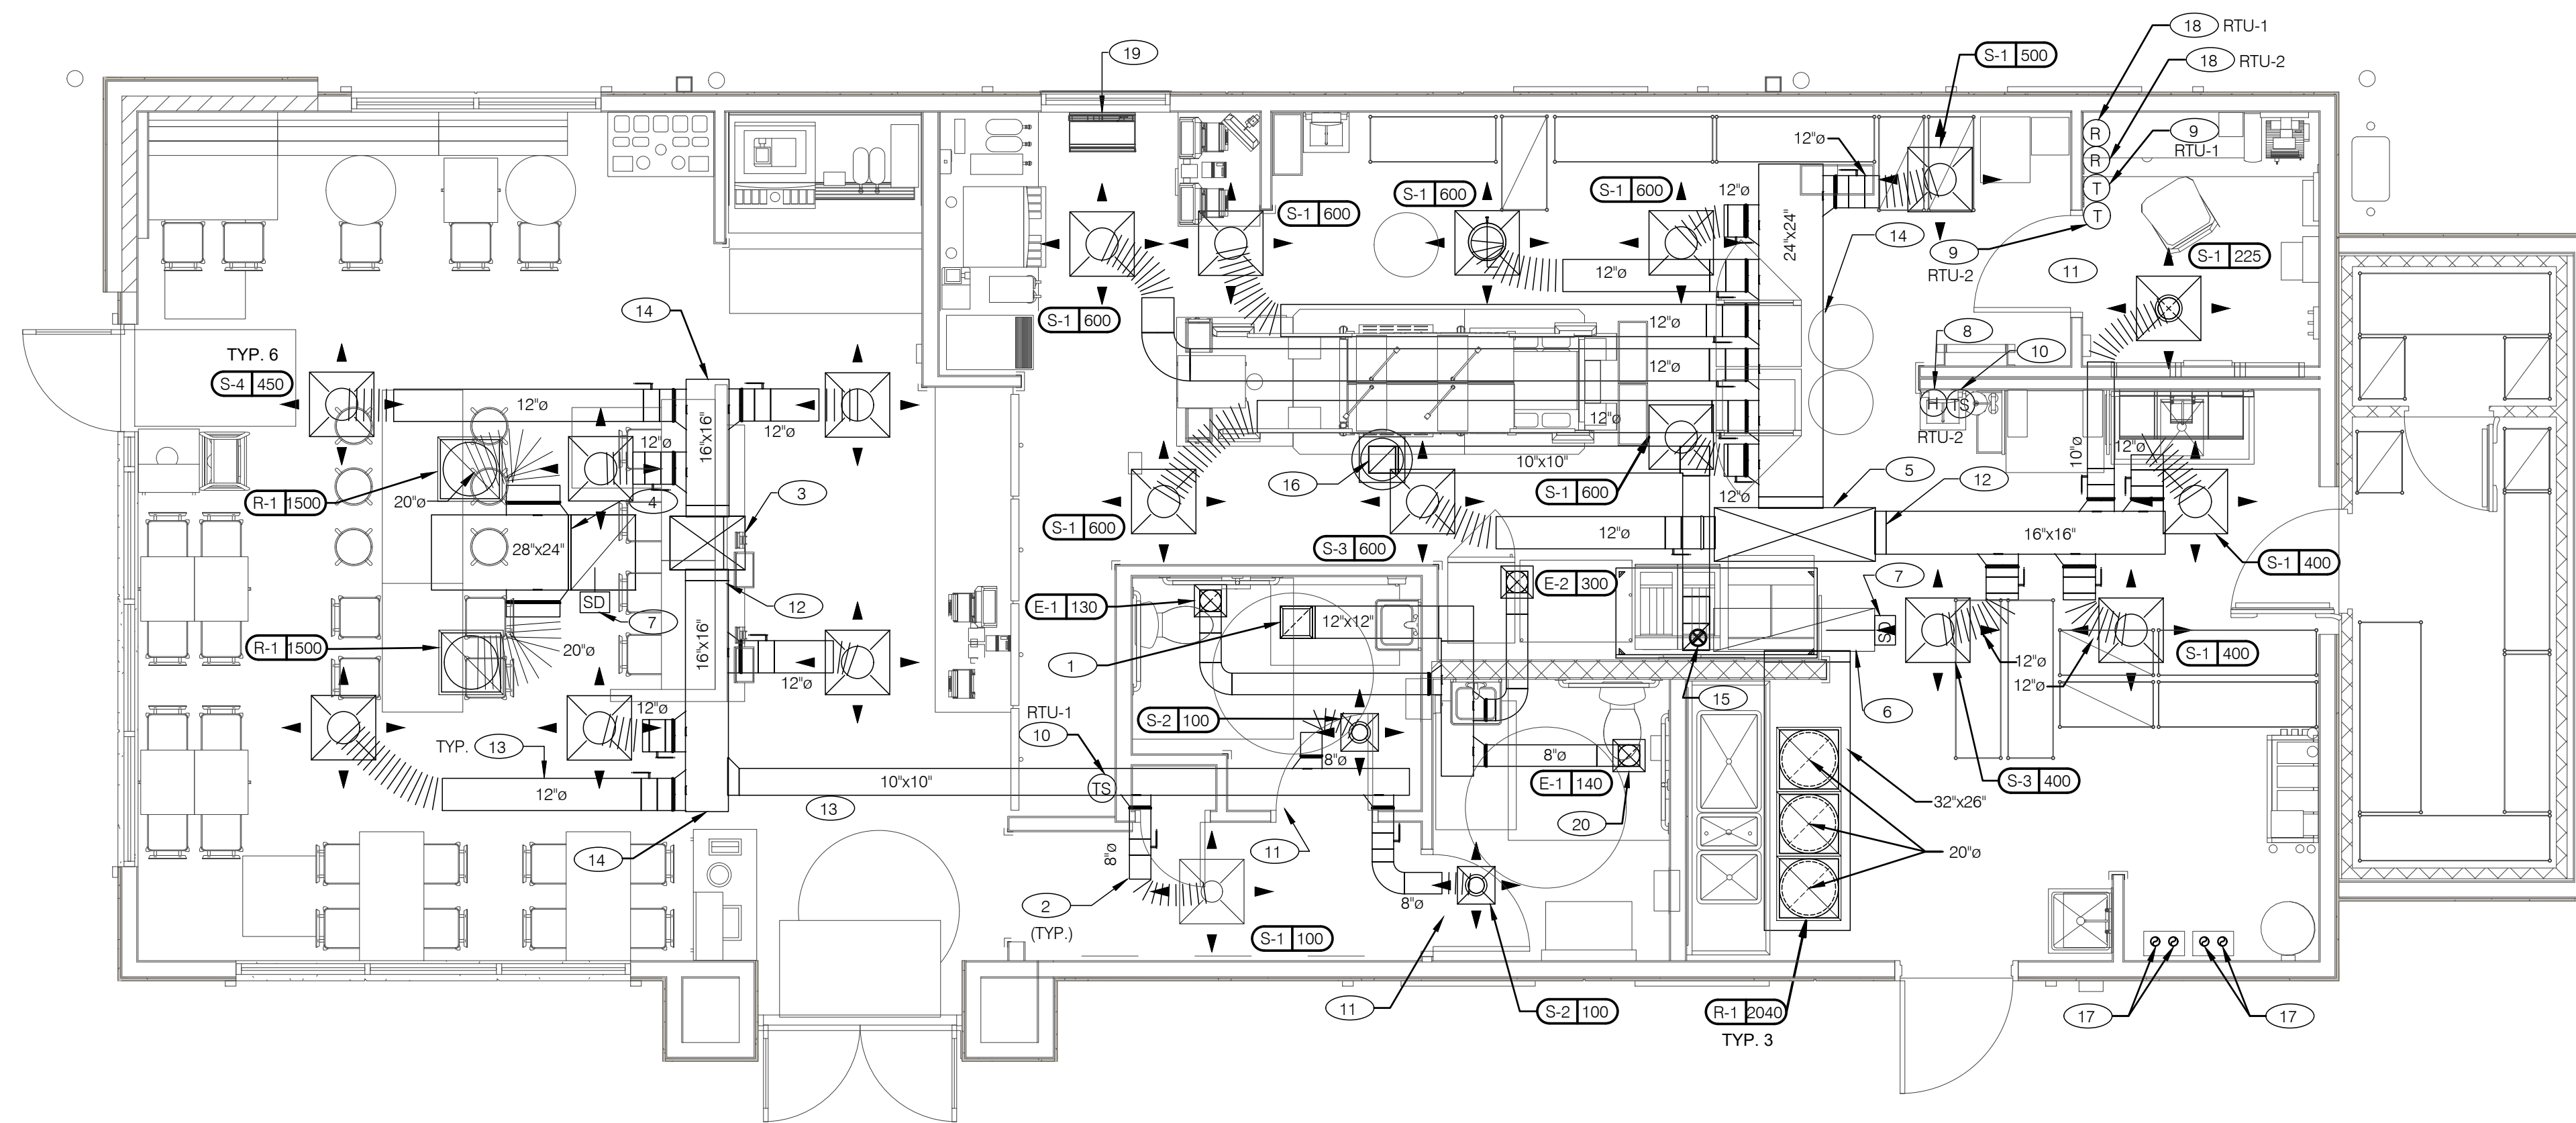 19
18 RTU-1
S-1 500
18 RTU-2
12"ø
R
9
RTU-1
R
T
T
S-1 600
S-1 600
S-1 600
12"ø
24"x24"
14
9
RTU-2
11
S-1 225
12"ø
14
S-1 600
12"ø
8
10
TYP. 6
S-4 450
12"ø
12"ø
12"ø
16"x16"
12"ø
12"ø
H
TS
RTU-2
12"ø
10"ø
R-1 1500
20"ø
4
3
16
10"x10"
S-1 600
12"ø
5
12
S-1 600
28"x24"
12"ø
16"x16"
S-3 600
S-1 400
SD
7
12
E-1 130
E-2 300
7
SD
12"x12"
16"x16"
R-1 1500
20"ø
12"ø
1
12"ø
12"ø
S-1 400
15
6
12"ø
RTU-1
10
S-2 100
TYP. 13
8"ø
8"ø
E-1 140
S-3 400
12"ø
10"x10"
TS
13
32"x26"
20
14
8"ø
11
20"ø
2
(TYP.)
8"ø
S-1 100
11
S-2 100
R-1 2040
TYP. 3
17
17